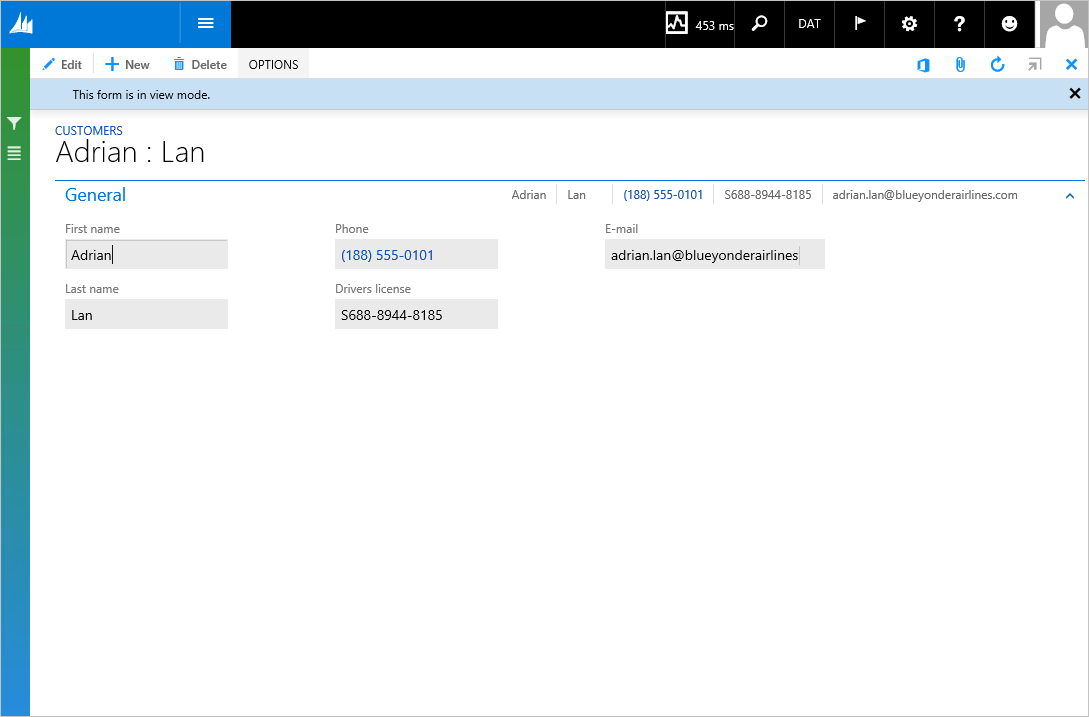 453 ms DAT ?
Edit New Delete OPTIONS
This form is in view mode.
CUSTOMERS
Adrian : Lan
General Adrian Lan (188) 555-0101 S688-8944-8185 adrian.lan@blueyonderairlines.com
First name Phone E-mail
Adrian (188) 555-0101 adrian.lan@blueyonderairlines
Last name Drivers license
Lan S688-8944-8185